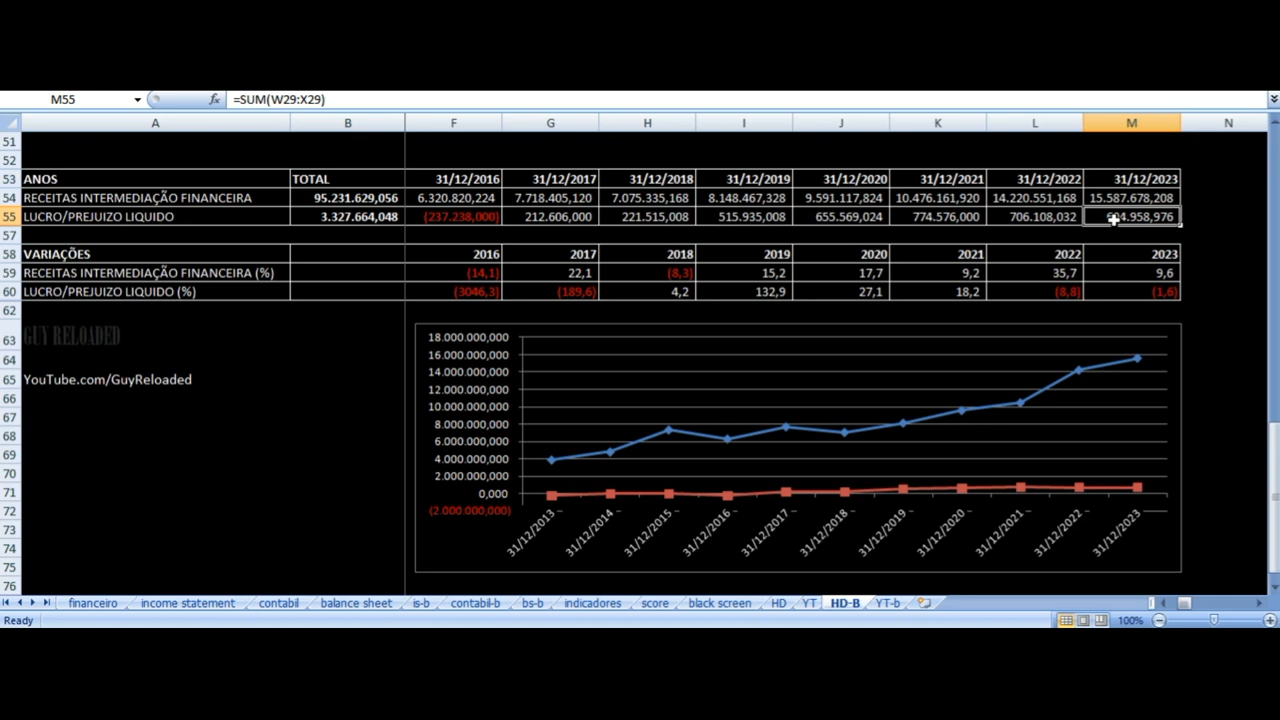 M55 fx =SUM(W29:X29)
A B F G H I J K L M N
51
52
53 ANOS TOTAL 31/12/2016 31/12/2017 31/12/2018 31/12/2019 31/12/2020 31/12/2021 31/12/2022 31/12/2023
54 RECEITAS INTERMEDIAÇÃO FINANCEIRA 95.231.629,056 6.320.820,224 7.718.405,120 7.075.335,168 8.148.467,328 9.591.117,824 10.476.161,920 14.220.551,168 15.587.678,208
55 LUCRO/PREJUIZO LIQUIDO 3.327.664,048 (237.238,000) 212.606,000 221.515,008 515.935,008 655.569,024 774.576,000 706.108,032
57
58 VARIAÇÕES 2016 2017 2018 2019 2020 2021 2022 2023
59 RECEITAS INTERMEDIAÇÃO FINANCEIRA (%) (14,1) 22,1 (8,3) 15,2 17,7 9,2 35,7 9,6
60 LUCRO/PREJUIZO LIQUIDO (%) (3046,3) (189,6) 4,2 132,9 27,1 18,2 (8,8) (1,6)
62
63 GUY RELOADED
64
65 YouTube.com/GuyReloaded
66
67
68
69
70
71
72
73
74
75
76
18.000.000,000
16.000.000,000
14.000.000,000
12.000.000,000
10.000.000,000
8.000.000,000
6.000.000,000
4.000.000,000
2.000.000,000
0,000
(2.000.000,000)
31/12/2013 31/12/2014 31/12/2015 31/12/2016 31/12/2017 31/12/2018 31/12/2019 31/12/2020 31/12/2021 31/12/2022 31/12/2023
financeiro income statement contabil balance sheet is-b contabil-b bs-b indicadores score black screen HD YT HD-B YT-b
Ready 100%